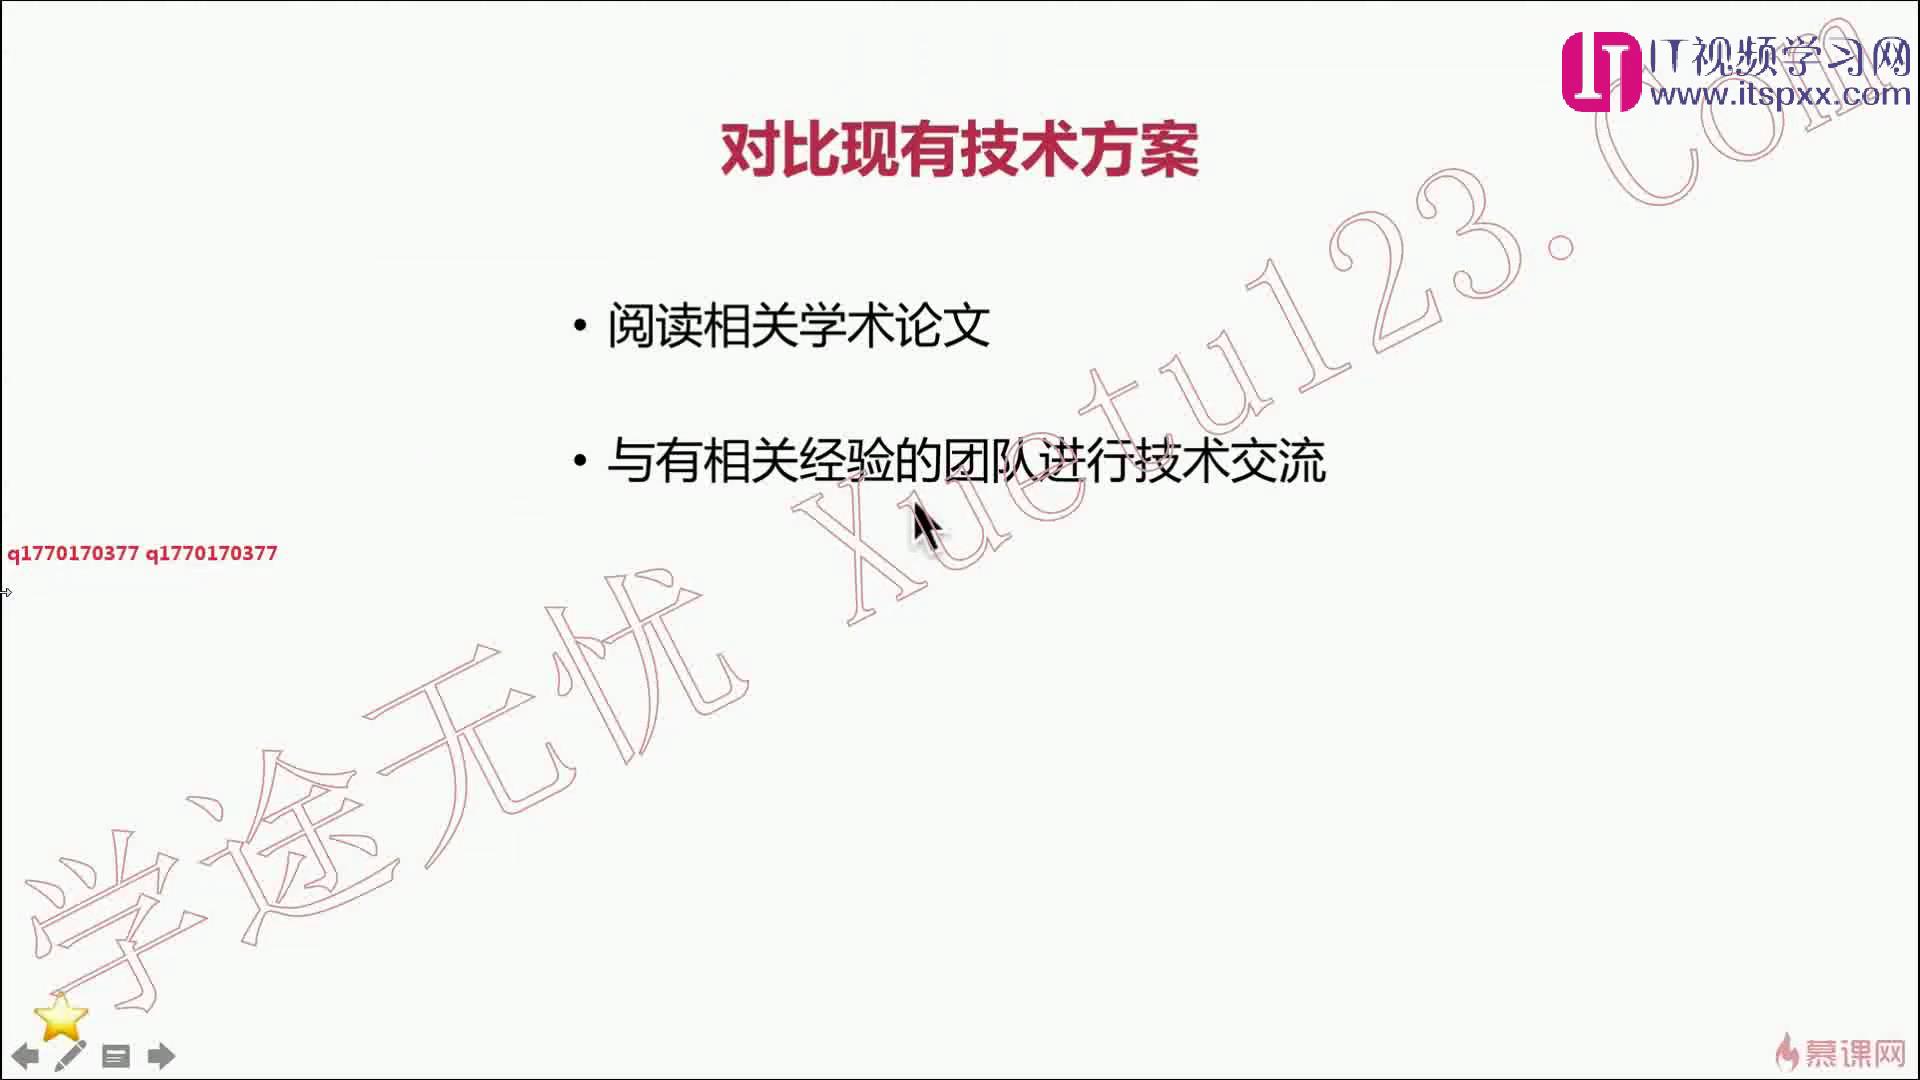 IT视频学习网
www.itspxx.com
对比现有技术方案
• 阅读相关学术论文
• 与有相关经验的团队进行技术交流
q1770170377 q1770170377
学途无忧 Xuetu123.Com
慕课网